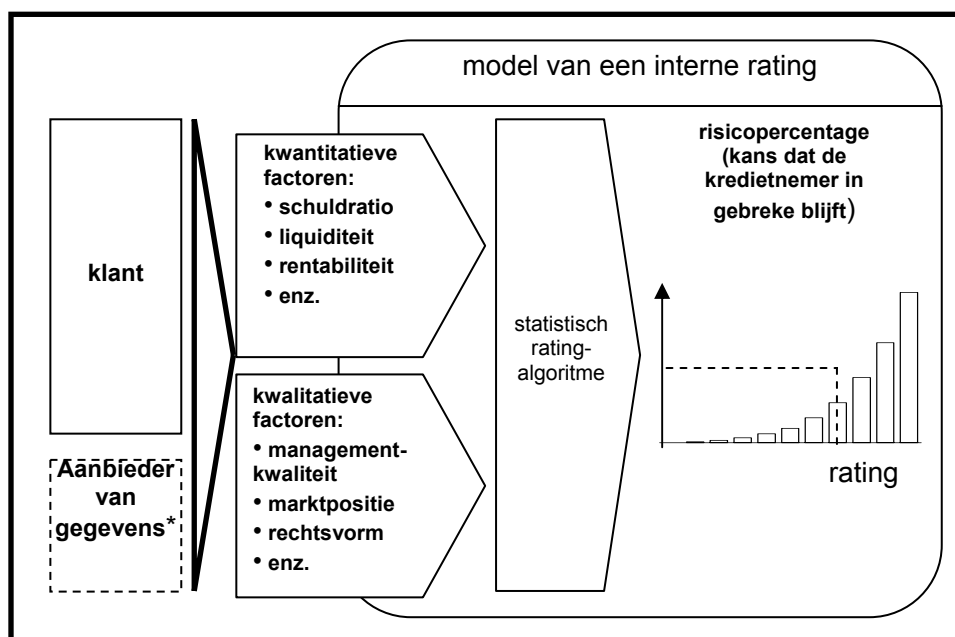 model van een interne rating
klant
Aanbieder
van
gegevens*
kwantitatieve
factoren:
• schuldratio
• liquiditeit
• rentabiliteit
• enz.
kwalitatieve
factoren:
• management-
kwaliteit
• marktpositie
• rechtsvorm
• enz.
statistisch
rating-
algoritme
risicopercentage
(kans dat de
kredietnemer in
gebreke blijft)
rating